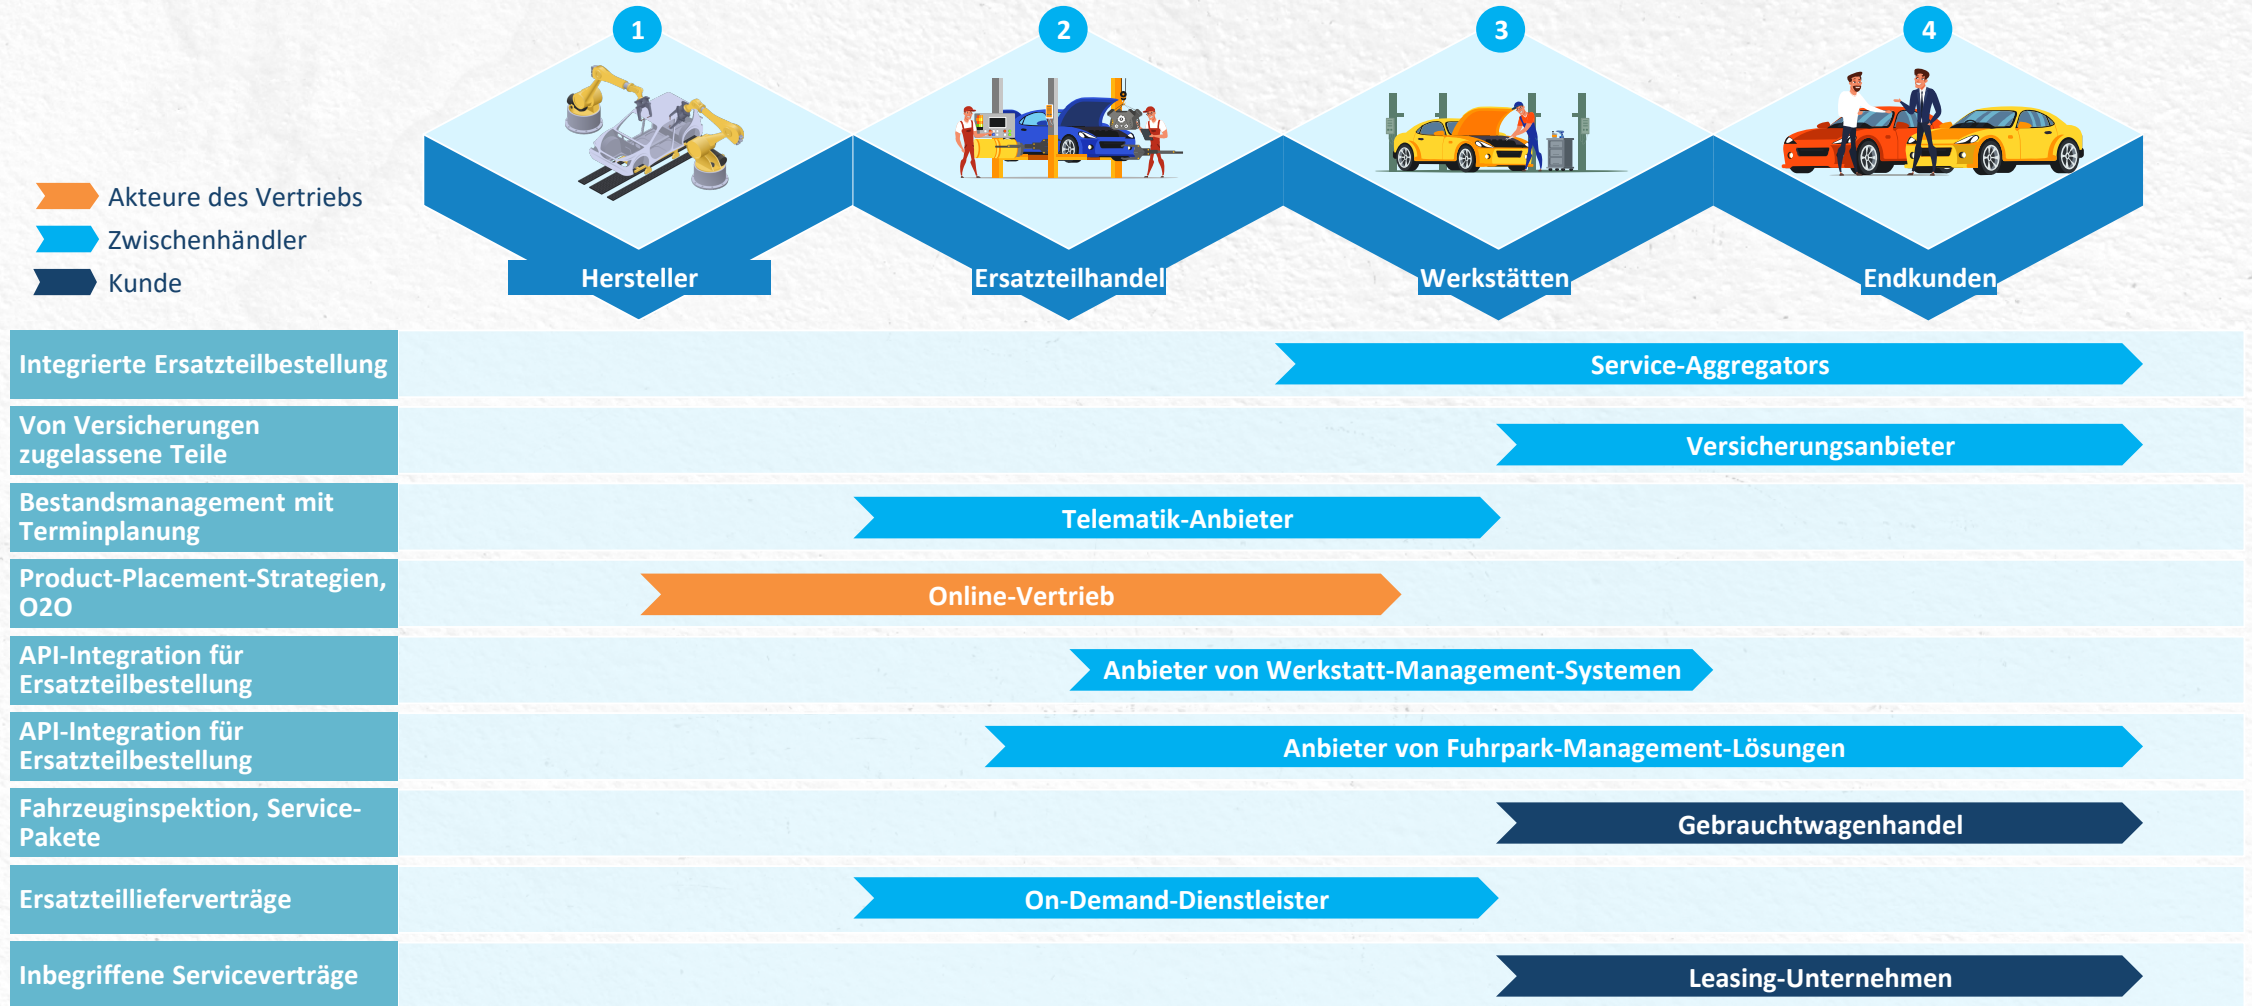 1
2
3
4
Akteure des Vertriebs
Zwischenhändler
Kunde
Hersteller
Ersatzteilhandel
Werkstätten
Endkunden
Integrierte Ersatzteilbestellung
Service-Aggregators
Von Versicherungen
zugelassene Teile
Versicherungsanbieter
Bestandsmanagement mit
Terminplanung
Telematik-Anbieter
Product-Placement-Strategien,
O2O
Online-Vertrieb
API-Integration für
Ersatzteilbestellung
Anbieter von Werkstatt-Management-Systemen
API-Integration für
Ersatzteilbestellung
Anbieter von Fuhrpark-Management-Lösungen
Fahrzeuginspektion, Service-
Pakete
Gebrauchtwagenhandel
Ersatzteillieferverträge
On-Demand-Dienstleister
Inbegriffene Serviceverträge
Leasing-Unternehmen